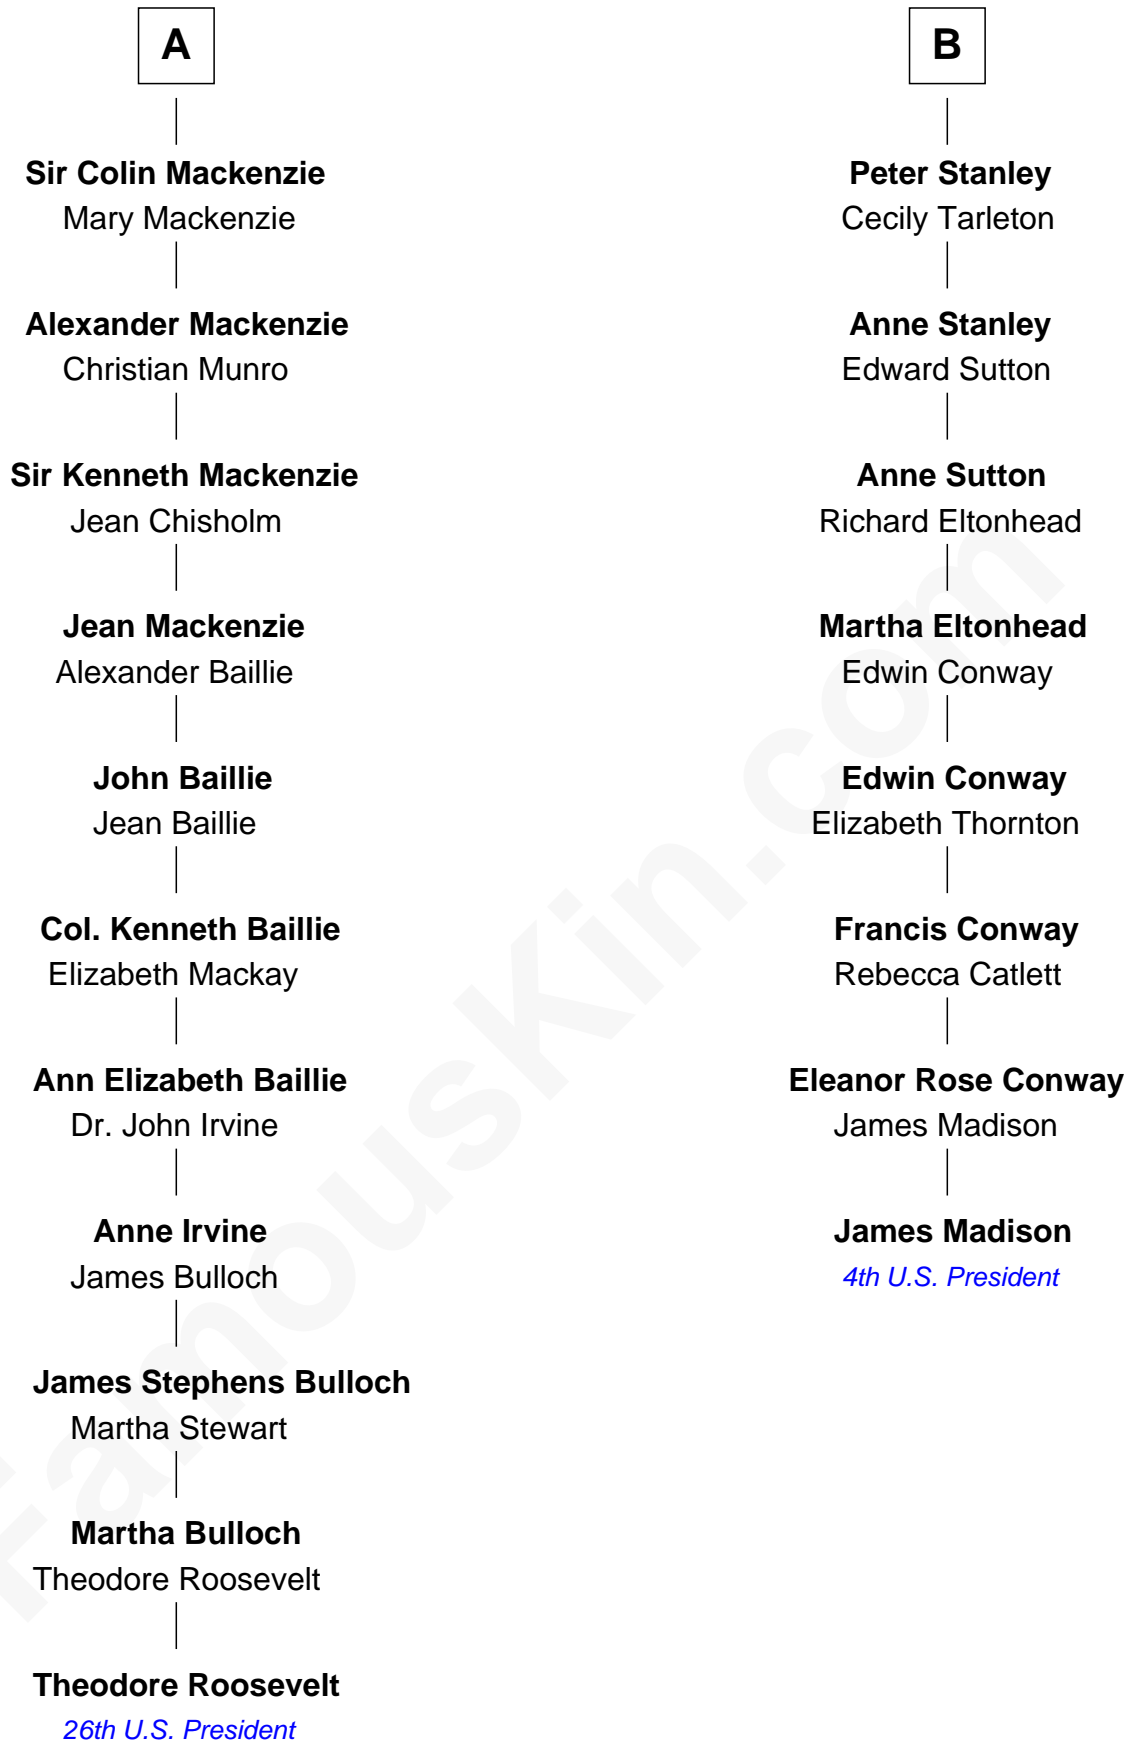 A
Sir Colin Mackenzie
Mary Mackenzie
Alexander Mackenzie
Christian Munro
Sir Kenneth Mackenzie
Jean Chisholm
Jean Mackenzie
Alexander Baillie
John Baillie
Jean Baillie
Col. Kenneth Baillie
Elizabeth Mackay
Ann Elizabeth Baillie
Dr. John Irvine
Anne Irvine
James Bulloch
James Stephens Bulloch
Martha Stewart
Martha Bulloch
Theodore Roosevelt
Theodore Roosevelt
26th U.S. President
B
Peter Stanley
Cecily Tarleton
Anne Stanley
Edward Sutton
Anne Sutton
Richard Eltonhead
Martha Eltonhead
Edwin Conway
Edwin Conway
Elizabeth Thornton
Francis Conway
Rebecca Catlett
Eleanor Rose Conway
James Madison
James Madison
4th U.S. President
FamousKin.com